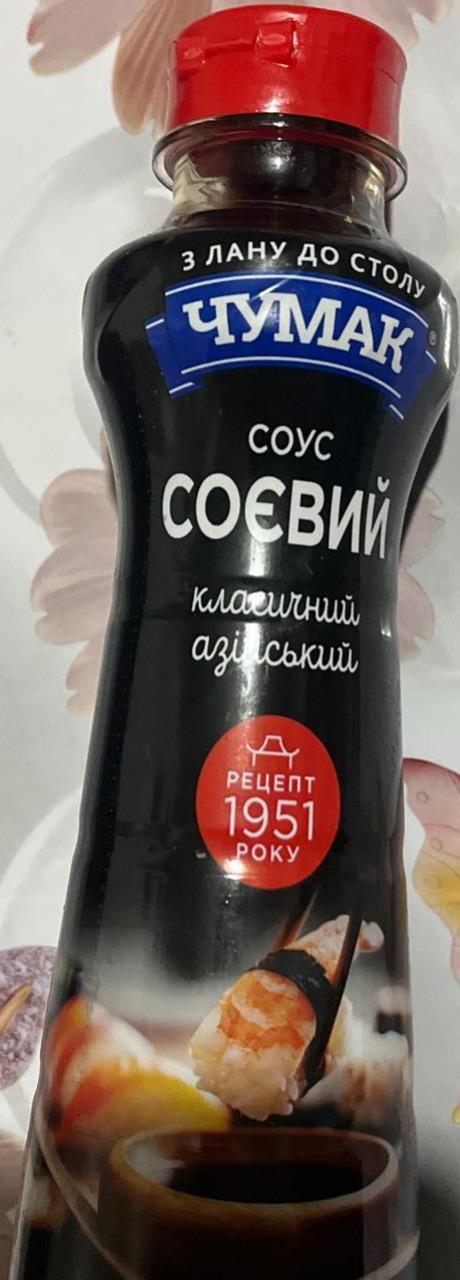 З ЛАНУ ДО СТОЛУ
ЧУМАК®
СОУС
СОЄВИЙ
класичний
азійський
РЕЦЕПТ
1951
РОКУ